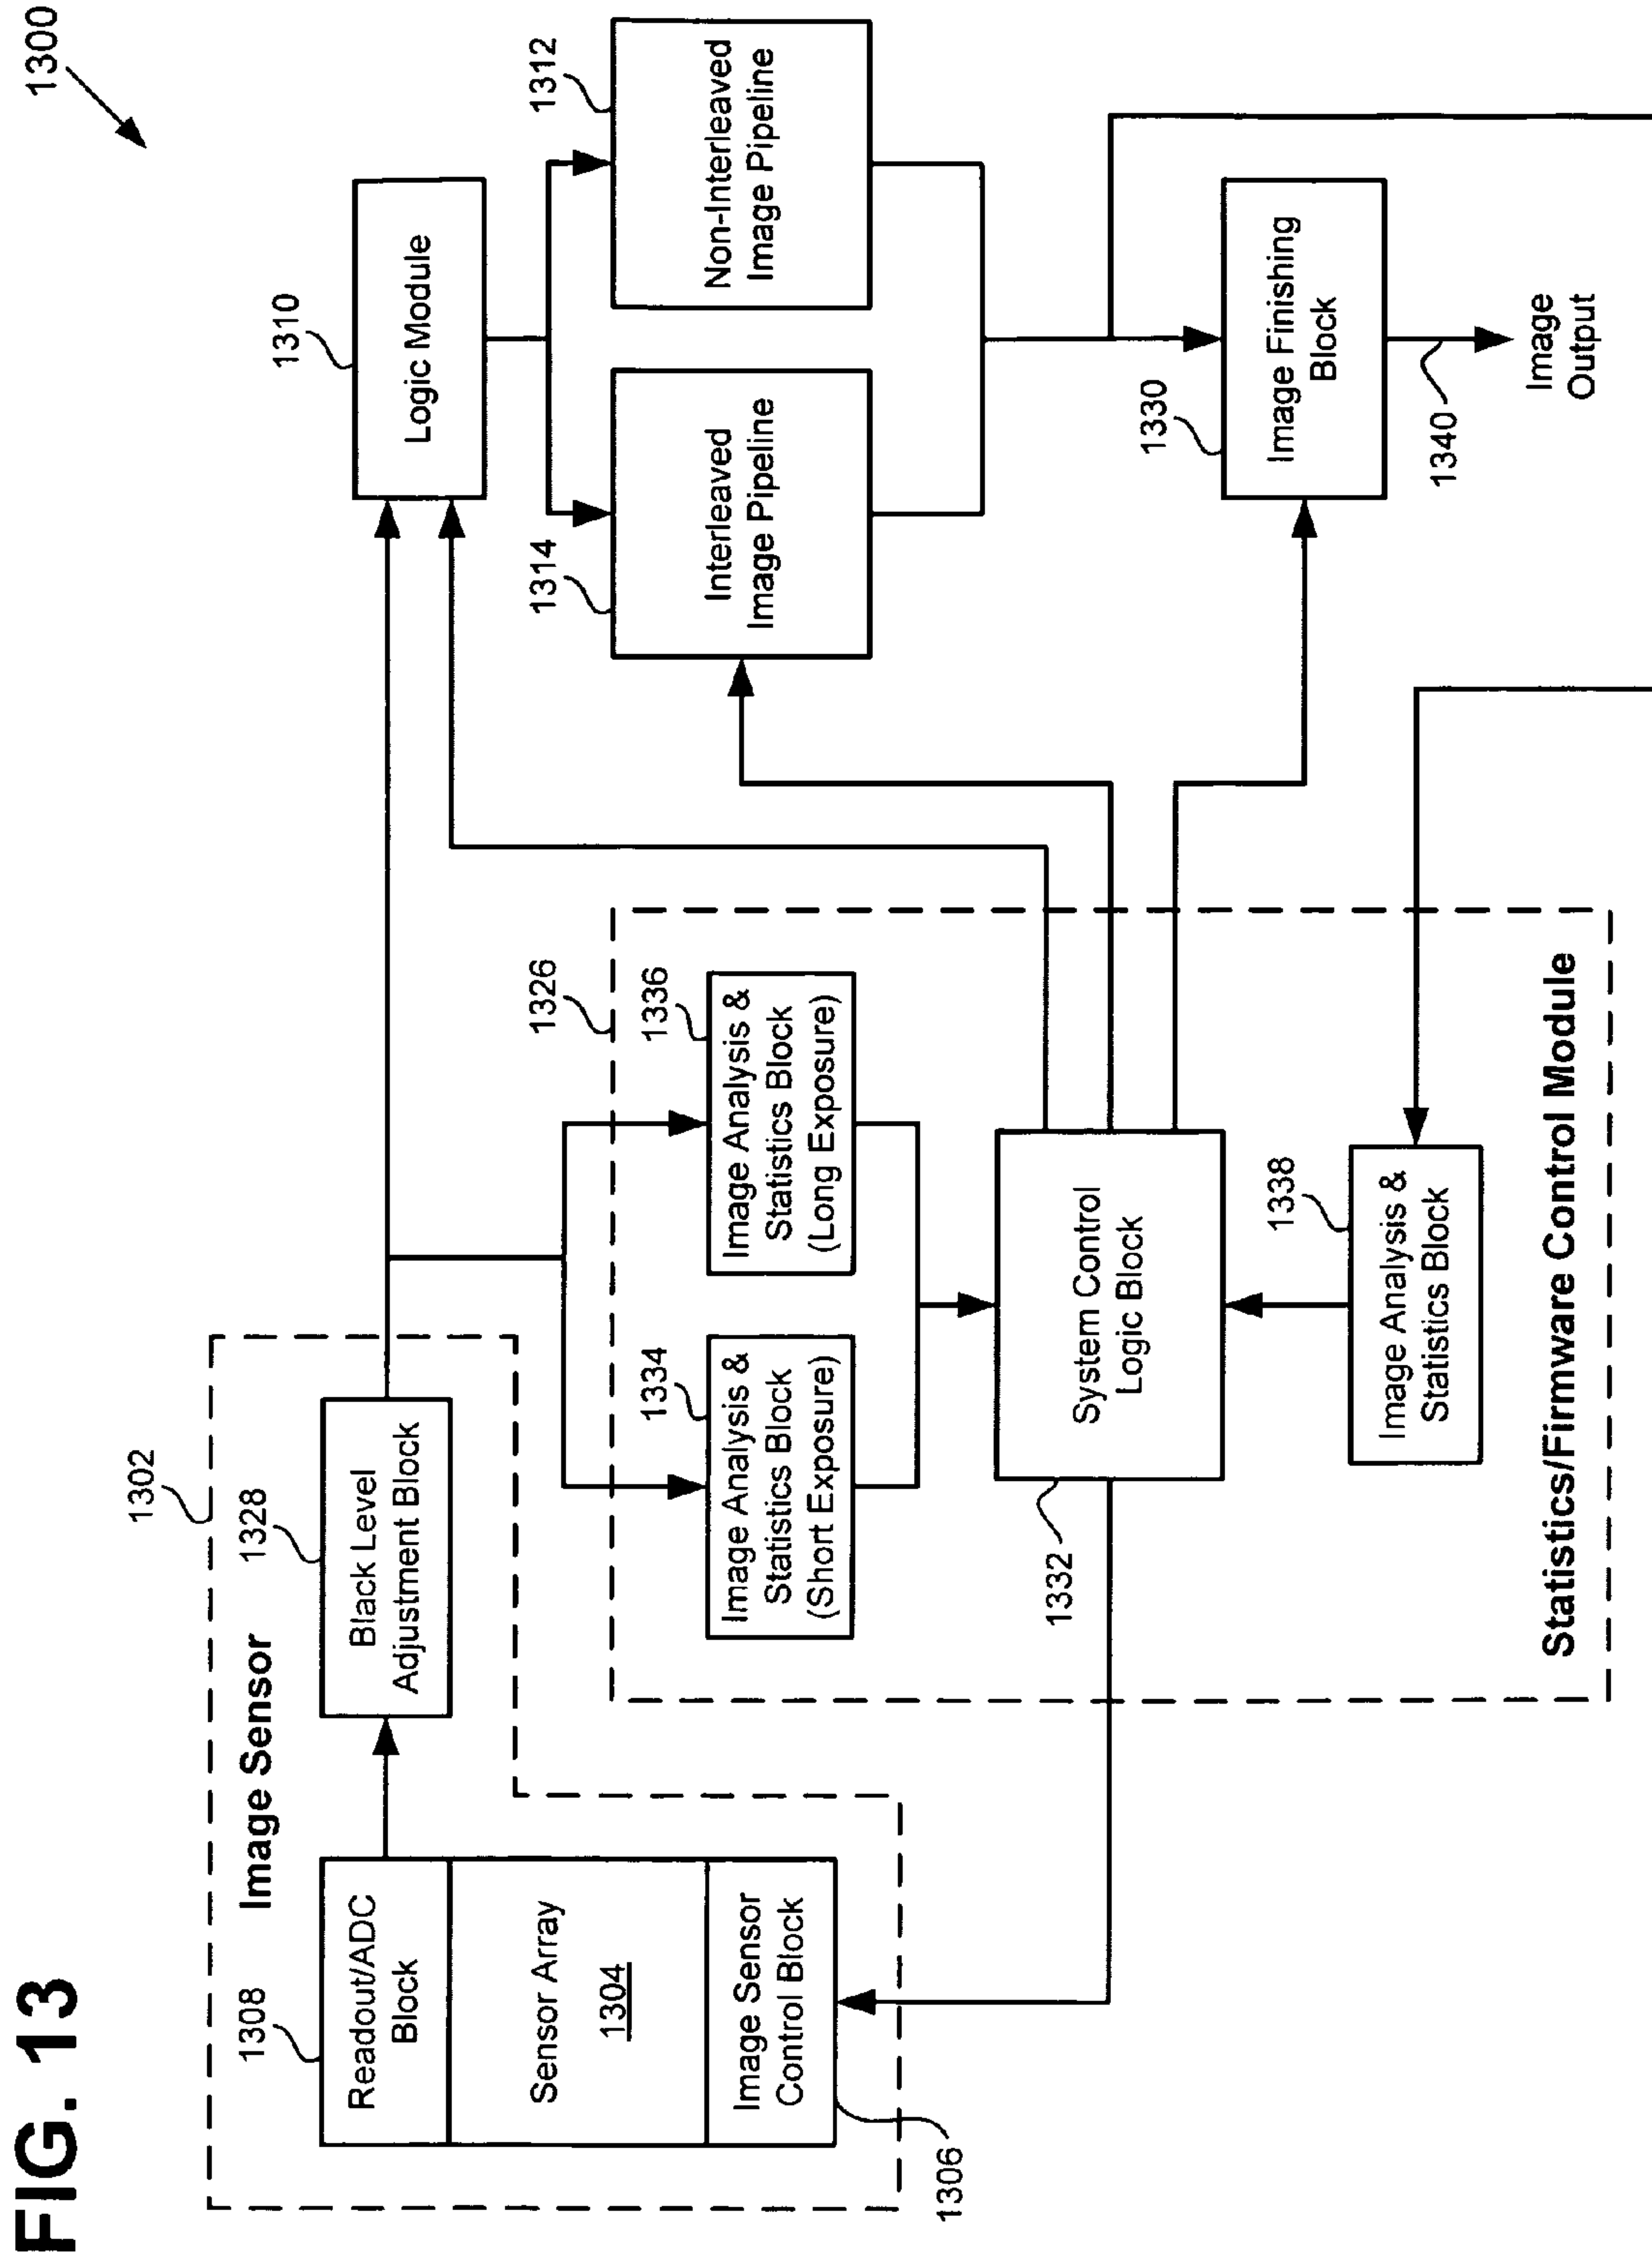 FIG. 13
1300
1302
Image Sensor
1308
Readout/ADC
Block
Sensor Array
1304
Image Sensor
Control Block
1306
1328
Black Level
Adjustment Block
1310
Logic Module
1314
Interleaved
Image Pipeline
1312
Non-Interleaved
Image Pipeline
1326
1334
Image Analysis &
Statistics Block
(Short Exposure)
1336
Image Analysis &
Statistics Block
(Long Exposure)
1332
System Control
Logic Block
1338
Image Analysis &
Statistics Block
Statistics/Firmware Control Module
1330
Image Finishing
Block
1340
Image
Output